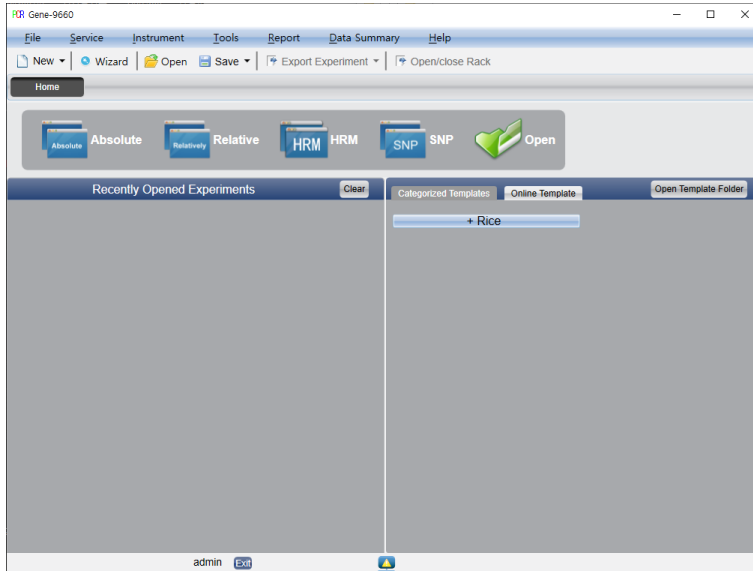 PCR Gene-9660
File Service Instrument Tools Report Data Summary Help
New Wizard Open Save Export Experiment Open/close Rack
Home
Absolute Absolute Relatively Relative HRM HRM SNP SNP Open
Recently Opened Experiments Clear Categorized Templates Online Template Open Template Folder
+ Rice
admin Exit